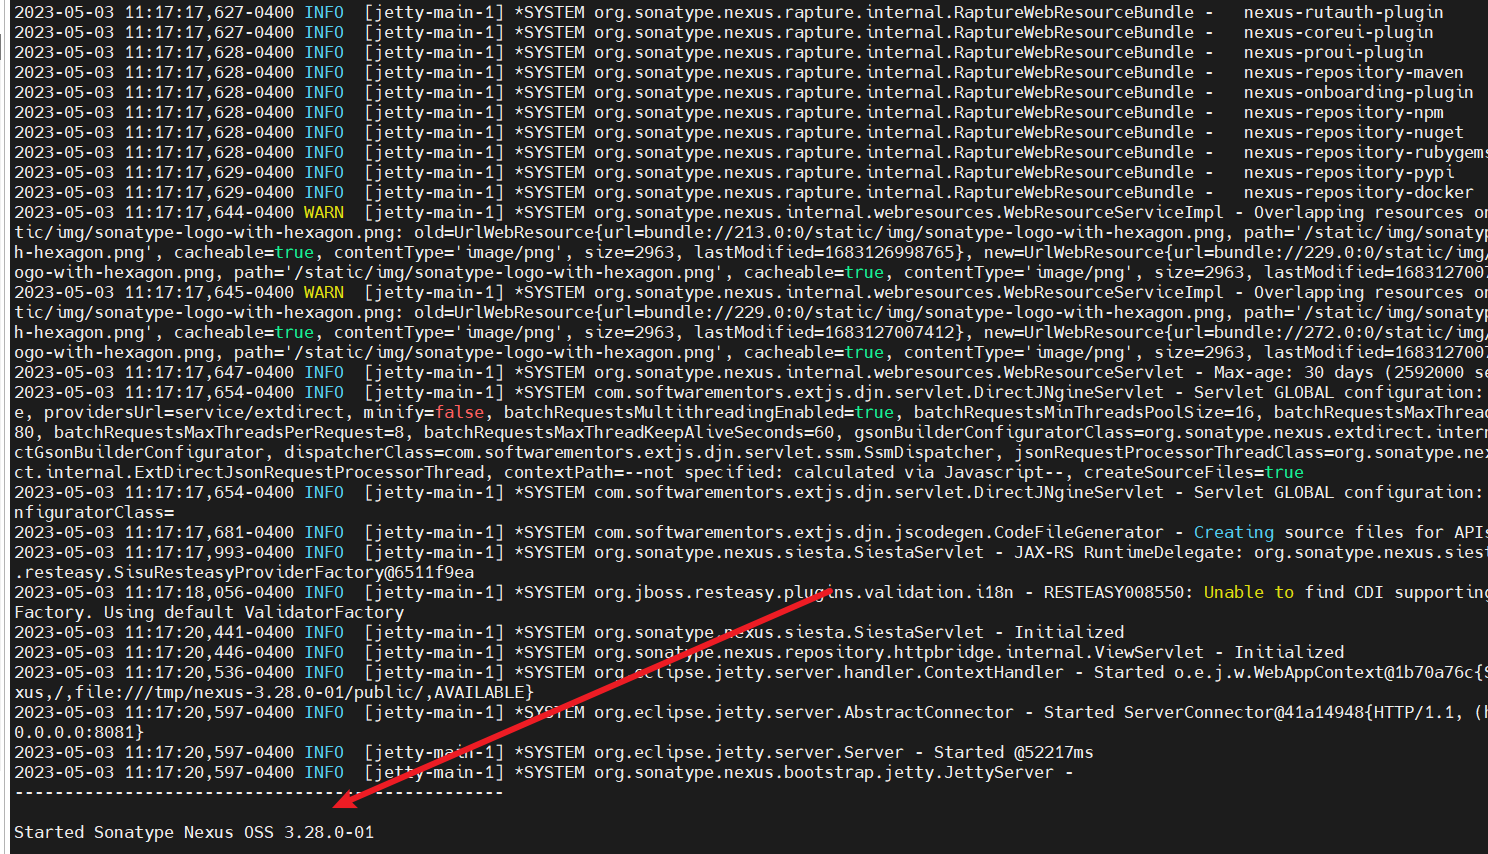 2023-05-03 11:17:17,627-0400 INFO  [jetty-main-1] *SYSTEM org.sonatype.nexus.rapture.internal.RaptureWebResourceBundle -   nexus-rutauth-plugin
2023-05-03 11:17:17,627-0400 INFO  [jetty-main-1] *SYSTEM org.sonatype.nexus.rapture.internal.RaptureWebResourceBundle -   nexus-coreui-plugin
2023-05-03 11:17:17,628-0400 INFO  [jetty-main-1] *SYSTEM org.sonatype.nexus.rapture.internal.RaptureWebResourceBundle -   nexus-proui-plugin
2023-05-03 11:17:17,628-0400 INFO  [jetty-main-1] *SYSTEM org.sonatype.nexus.rapture.internal.RaptureWebResourceBundle -   nexus-repository-maven
2023-05-03 11:17:17,628-0400 INFO  [jetty-main-1] *SYSTEM org.sonatype.nexus.rapture.internal.RaptureWebResourceBundle -   nexus-onboarding-plugin
2023-05-03 11:17:17,628-0400 INFO  [jetty-main-1] *SYSTEM org.sonatype.nexus.rapture.internal.RaptureWebResourceBundle -   nexus-repository-npm
2023-05-03 11:17:17,628-0400 INFO  [jetty-main-1] *SYSTEM org.sonatype.nexus.rapture.internal.RaptureWebResourceBundle -   nexus-repository-nuget
2023-05-03 11:17:17,628-0400 INFO  [jetty-main-1] *SYSTEM org.sonatype.nexus.rapture.internal.RaptureWebResourceBundle -   nexus-repository-rubygems
2023-05-03 11:17:17,629-0400 INFO  [jetty-main-1] *SYSTEM org.sonatype.nexus.rapture.internal.RaptureWebResourceBundle -   nexus-repository-pypi
2023-05-03 11:17:17,629-0400 INFO  [jetty-main-1] *SYSTEM org.sonatype.nexus.rapture.internal.RaptureWebResourceBundle -   nexus-repository-docker
2023-05-03 11:17:17,644-0400 WARN  [jetty-main-1] *SYSTEM org.sonatype.nexus.internal.webresources.WebResourceServiceImpl - Overlapping resources on
tic/img/sonatype-logo-with-hexagon.png: old=UrlWebResource{url=bundle://213.0:0/static/img/sonatype-logo-with-hexagon.png, path='/static/img/sonatyp
h-hexagon.png', cacheable=true, contentType='image/png', size=2963, lastModified=1683126998765}, new=UrlWebResource{url=bundle://229.0:0/static/img/
ogo-with-hexagon.png, path='/static/img/sonatype-logo-with-hexagon.png', cacheable=true, contentType='image/png', size=2963, lastModified=1683127007
2023-05-03 11:17:17,645-0400 WARN  [jetty-main-1] *SYSTEM org.sonatype.nexus.internal.webresources.WebResourceServiceImpl - Overlapping resources on
tic/img/sonatype-logo-with-hexagon.png: old=UrlWebResource{url=bundle://229.0:0/static/img/sonatype-logo-with-hexagon.png, path='/static/img/sonatyp
h-hexagon.png', cacheable=true, contentType='image/png', size=2963, lastModified=1683127007412}, new=UrlWebResource{url=bundle://272.0:0/static/img/
ogo-with-hexagon.png, path='/static/img/sonatype-logo-with-hexagon.png', cacheable=true, contentType='image/png', size=2963, lastModified=1683127007
2023-05-03 11:17:17,647-0400 INFO  [jetty-main-1] *SYSTEM org.sonatype.nexus.internal.webresources.WebResourceServlet - Max-age: 30 days (2592000 se
2023-05-03 11:17:17,654-0400 INFO  [jetty-main-1] *SYSTEM com.softwarementors.extjs.djn.servlet.DirectJNgineServlet - Servlet GLOBAL configuration:
e, providersUrl=service/extdirect, minify=false, batchRequestsMultithreadingEnabled=true, batchRequestsMinThreadsPoolSize=16, batchRequestsMaxThread
80, batchRequestsMaxThreadsPerRequest=8, batchRequestsMaxThreadKeepAliveSeconds=60, gsonBuilderConfiguratorClass=org.sonatype.nexus.extdirect.intern
ctGsonBuilderConfigurator, dispatcherClass=com.softwarementors.extjs.djn.servlet.ssm.SsmDispatcher, jsonRequestProcessorThreadClass=org.sonatype.nex
ct.internal.ExtDirectJsonRequestProcessorThread, contextPath=--not specified: calculated via Javascript--, createSourceFiles=true
2023-05-03 11:17:17,654-0400 INFO  [jetty-main-1] *SYSTEM com.softwarementors.extjs.djn.servlet.DirectJNgineServlet - Servlet GLOBAL configuration:
nfiguratorClass=
2023-05-03 11:17:17,681-0400 INFO  [jetty-main-1] *SYSTEM com.softwarementors.extjs.djn.jscodegen.CodeFileGenerator - Creating source files for APIs
2023-05-03 11:17:17,993-0400 INFO  [jetty-main-1] *SYSTEM org.sonatype.nexus.siesta.SiestaServlet - JAX-RS RuntimeDelegate: org.sonatype.nexus.siest
.resteasy.SisuResteasyProviderFactory@6511f9ea
2023-05-03 11:17:18,056-0400 INFO  [jetty-main-1] *SYSTEM org.jboss.resteasy.plugins.validation.i18n - RESTEASY008550: Unable to find CDI supporting
Factory. Using default ValidatorFactory
2023-05-03 11:17:20,441-0400 INFO  [jetty-main-1] *SYSTEM org.sonatype.nexus.siesta.SiestaServlet - Initialized
2023-05-03 11:17:20,446-0400 INFO  [jetty-main-1] *SYSTEM org.sonatype.nexus.repository.httpbridge.internal.ViewServlet - Initialized
2023-05-03 11:17:20,536-0400 INFO  [jetty-main-1] *SYSTEM org.eclipse.jetty.server.handler.ContextHandler - Started o.e.j.w.WebAppContext@1b70a76c{S
xus,/,file:///tmp/nexus-3.28.0-01/public/,AVAILABLE}
2023-05-03 11:17:20,597-0400 INFO  [jetty-main-1] *SYSTEM org.eclipse.jetty.server.AbstractConnector - Started ServerConnector@41a14948{HTTP/1.1, (h
0.0.0.0:8081}
2023-05-03 11:17:20,597-0400 INFO  [jetty-main-1] *SYSTEM org.eclipse.jetty.server.Server - Started @52217ms
2023-05-03 11:17:20,597-0400 INFO  [jetty-main-1] *SYSTEM org.sonatype.nexus.bootstrap.jetty.JettyServer -
-------------------------------------------------
Started Sonatype Nexus OSS 3.28.0-01